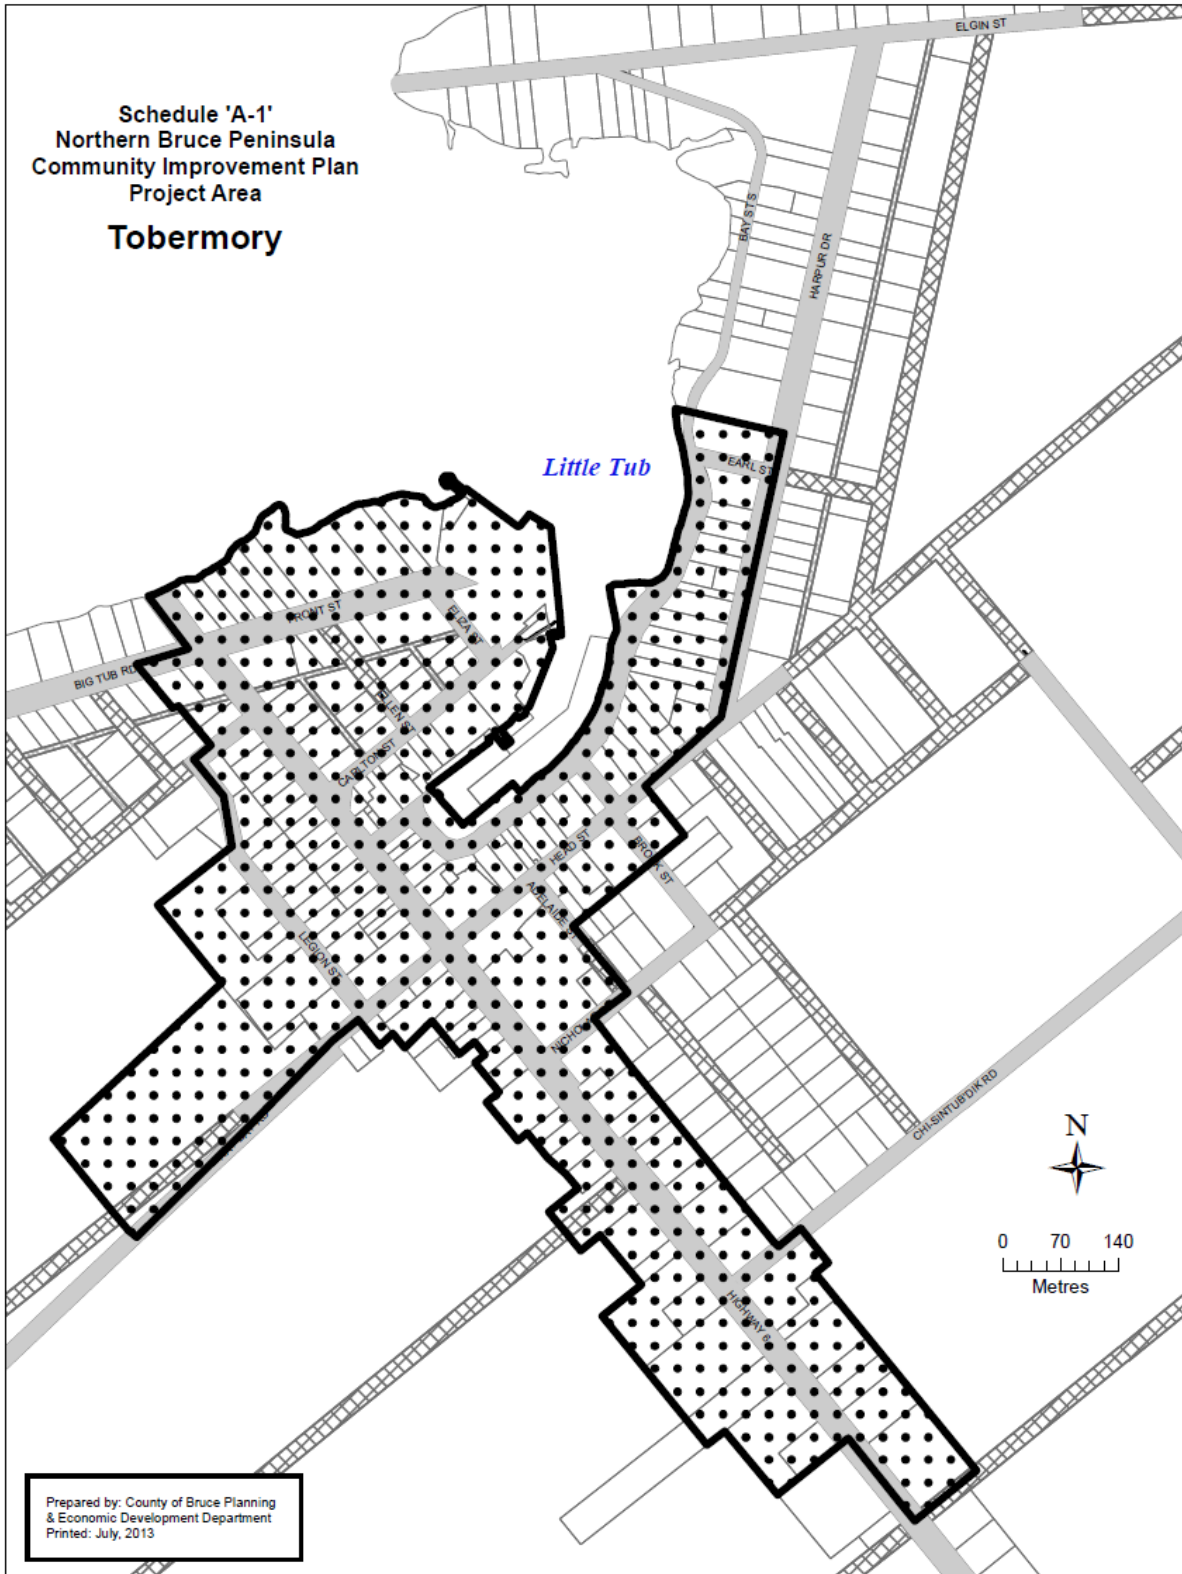 ELGIN ST
Schedule 'A-1'
Northern Bruce Peninsula
Community Improvement Plan
Project Area
Tobermory
BAY ST S
HARPUR DR
Little Tub
EARL ST
FRONT ST
ELIZA ST
BIG TUB RD
ELLEN ST
CARLTON ST
HEAD ST
BROCK ST
ADELAIDE ST
LEGION ST
CHI-SINTUB'DIK RD
N
0 70 140
Metres
HIGHWAY 6
Prepared by: County of Bruce Planning
& Economic Development Department
Printed: July, 2013